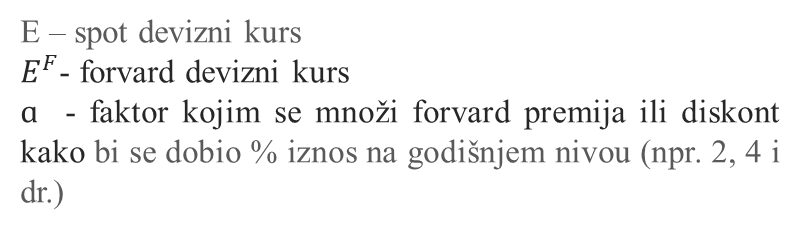 E – spot devizni kurs
E^F - forvard devizni kurs
ɑ - faktor kojim se množi forvard premija ili diskont
kako bi se dobio % iznos na godišnjem nivou (npr. 2, 4 i
dr.)